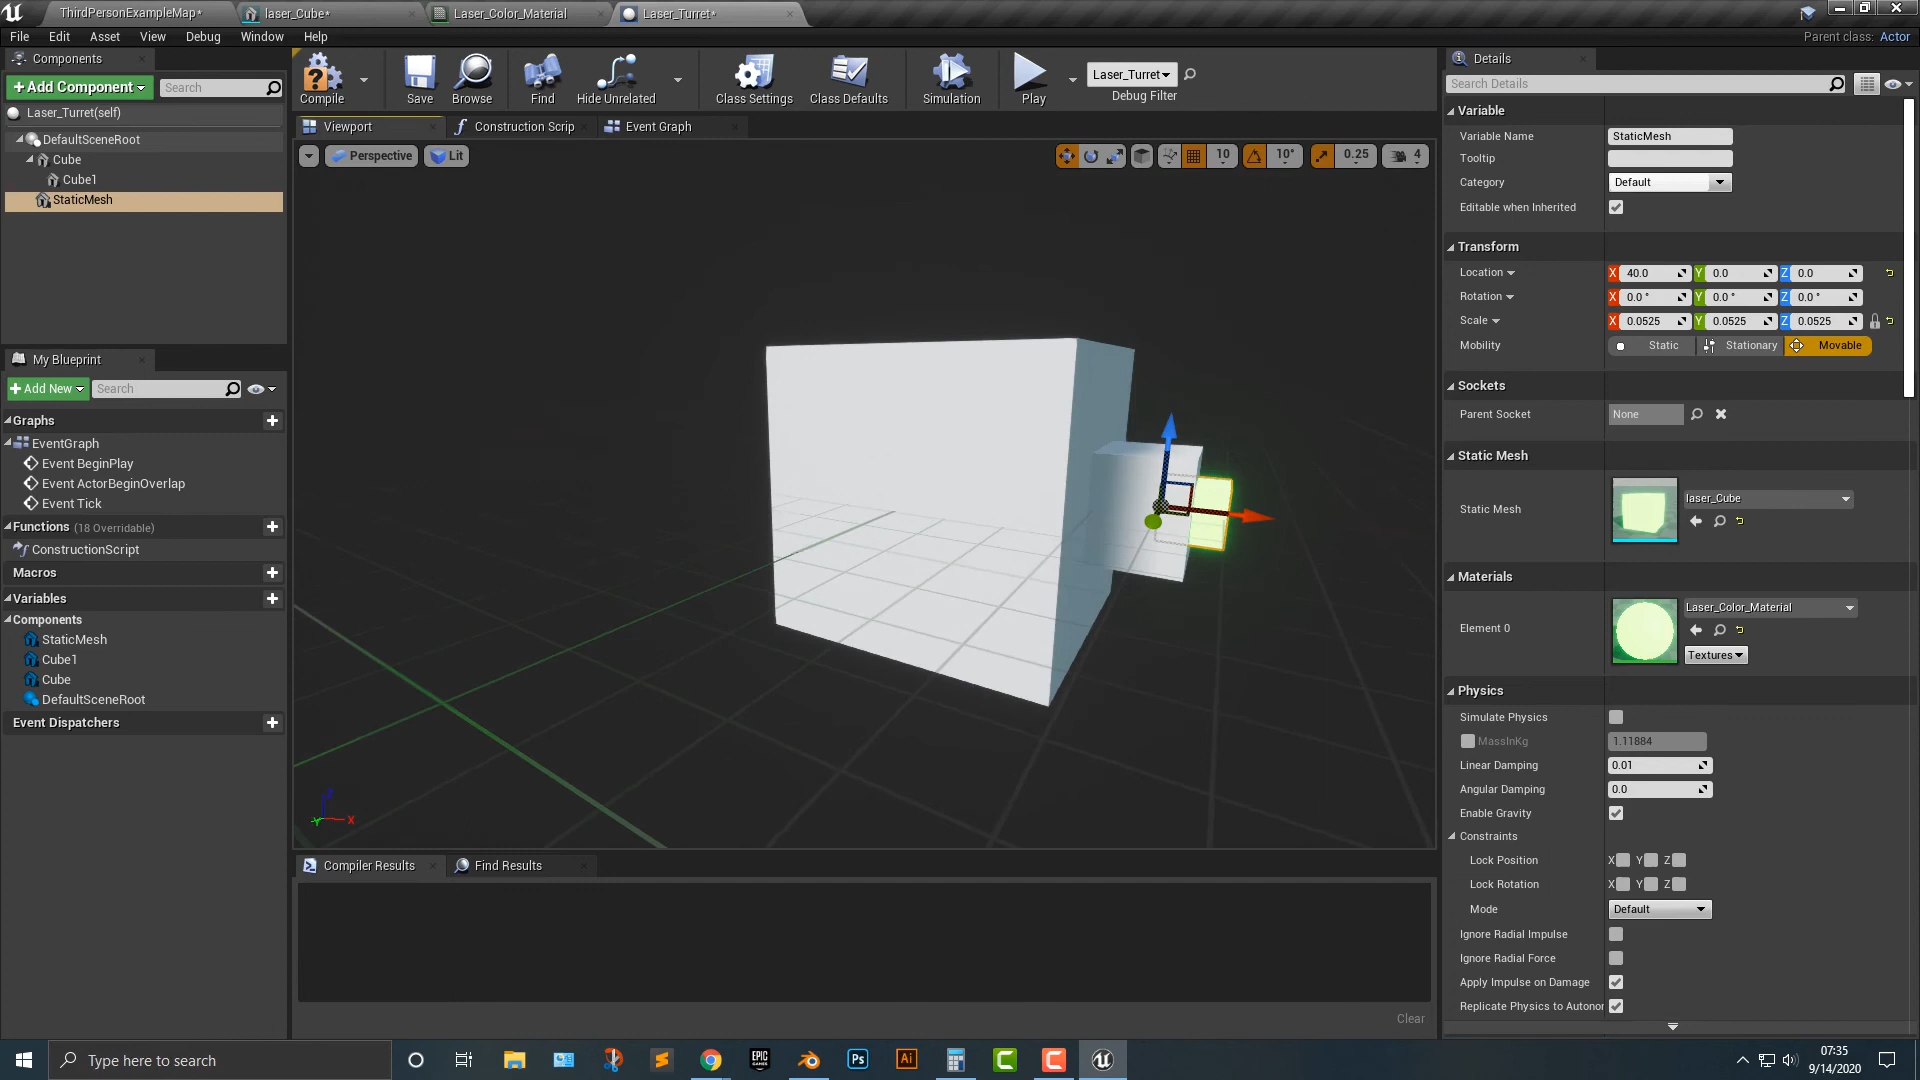 ThirdPersonExampleMap*
laser_Cube*
Laser_Color_Material
Laser_Turret*
File Edit Asset View Debug Window Help
Parent class: Actor
Components
+Add Component
Search
Laser_Turret(self)
DefaultSceneRoot
Cube
Cube1
StaticMesh
My Blueprint
+Add New
Search
Graphs
EventGraph
Event BeginPlay
Event ActorBeginOverlap
Event Tick
Functions (18 Overridable)
ConstructionScript
Macros
Variables
Components
StaticMesh
Cube1
Cube
DefaultSceneRoot
Event Dispatchers
Compile
Save
Browse
Find
Hide Unrelated
Class Settings
Class Defaults
Simulation
Play
Laser_Turret
Debug Filter
Viewport
Construction Scrip
Event Graph
Perspective
Lit
10
10°
0.25
4
Z
X
Y
Compiler Results
Find Results
Clear
Details
Search Details
Variable
Variable Name StaticMesh
Tooltip
Category Default
Editable when Inherited
Transform
Location X 40.0 Y 0.0 Z 0.0
Rotation X 0.0 ° Y 0.0 ° Z 0.0 °
Scale X 0.0525 Y 0.0525 Z 0.0525
Mobility Static Stationary Movable
Sockets
Parent Socket None
Static Mesh
Static Mesh laser_Cube
Materials
Element 0 Laser_Color_Material
Textures
Physics
Simulate Physics
MassInKg 1.11884
Linear Damping 0.01
Angular Damping 0.0
Enable Gravity
Constraints
Lock Position X Y Z
Lock Rotation X Y Z
Mode Default
Ignore Radial Impulse
Ignore Radial Force
Apply Impulse on Damage
Replicate Physics to Autonor
Type here to search
EPIC GAMES
Ps
Ai
07:35
9/14/2020